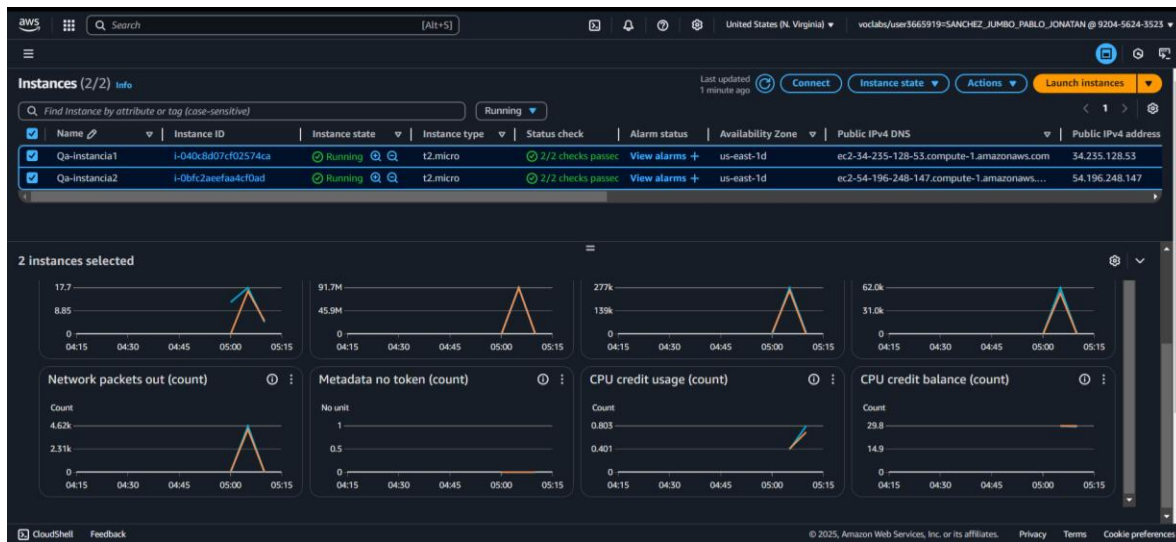 aws Search [Alt+S] United States (N. Virginia) voclabs/user3665919=SANCHEZ_JUMBO_PABLO_JONATAN @ 9204-5624-3523
Instances (2/2) Info Last updated 1 minute ago Connect Instance state Actions Launch instances
Find Instance by attribute or tag (case-sensitive) Running 1
Name Instance ID Instance state Instance type Status check Alarm status Availability Zone Public IPv4 DNS Public IPv4 address
Qa-instancia1 i-040c8d07cf02574ca Running t2.micro 2/2 checks passec View alarms + us-east-1d ec2-34-235-128-53.compute-1.amazonaws.com 34.235.128.53
Qa-instancia2 i-0bfc2aeefaa4cf0ad Running t2.micro 2/2 checks passec View alarms + us-east-1d ec2-54-196-248-147.compute-1.amazonaws.... 54.196.248.147
2 instances selected
17.7 91.7M 277k 62.0k
8.85 45.9M 139k 31.0k
0 0 0 0
04:15 04:30 04:45 05:00 05:15 04:15 04:30 04:45 05:00 05:15 04:15 04:30 04:45 05:00 05:15 04:15 04:30 04:45 05:00 05:15
Network packets out (count) Metadata no token (count) CPU credit usage (count) CPU credit balance (count)
Count No unit Count Count
4.62k 1 0.803 29.8
2.31k 0.5 0.401 14.9
0 0 0 0
04:15 04:30 04:45 05:00 05:15 04:15 04:30 04:45 05:00 05:15 04:15 04:30 04:45 05:00 05:15 04:15 04:30 04:45 05:00 05:15
CloudShell Feedback © 2025, Amazon Web Services, Inc. or its affiliates. Privacy Terms Cookie preferences